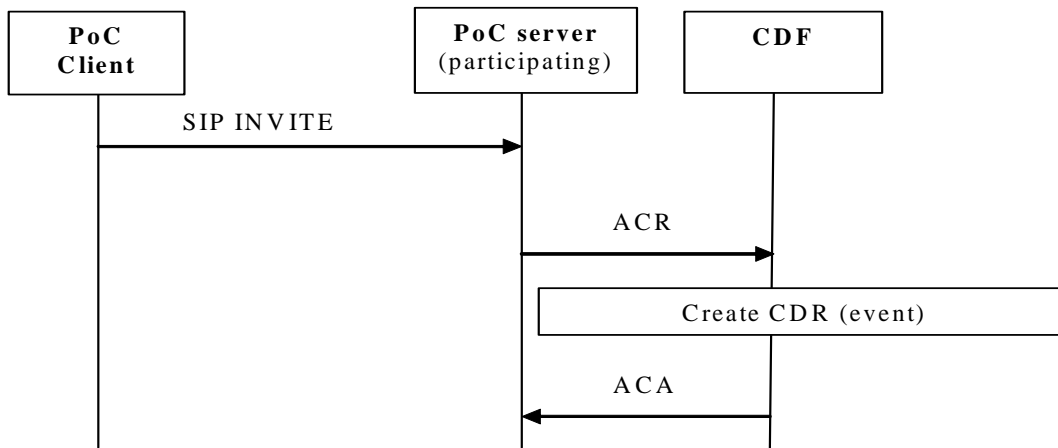 PoC
Client
PoC server
(participating)
CDF
SIP INVITE
ACR
Create CDR (event)
ACA